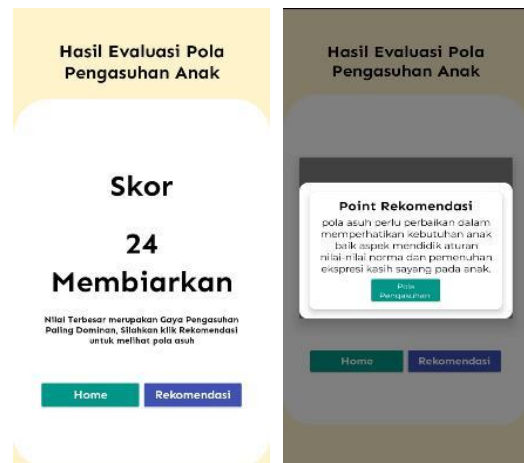 Hasil Evaluasi Pola
Pengasuhan Anak
Skor
24
Membiarkan
Nilai Terbesar merupakan Gaya Pengasuhan
Paling Dominan, Silahkan klik Rekomendasi
untuk melihat pola asuh
Home
Rekomendasi
Hasil Evaluasi Pola
Pengasuhan Anak
Point Rekomendasi
pola asuh perlu perbaikan dalam
memperhatikan kebutuhan anak
baik aspek mendidik aturan
nilai-nilai norma dan pemenuhan
ekspresi kasih sayang pada anak.
Pola
Pengasuhan
Home
Rekomendasi